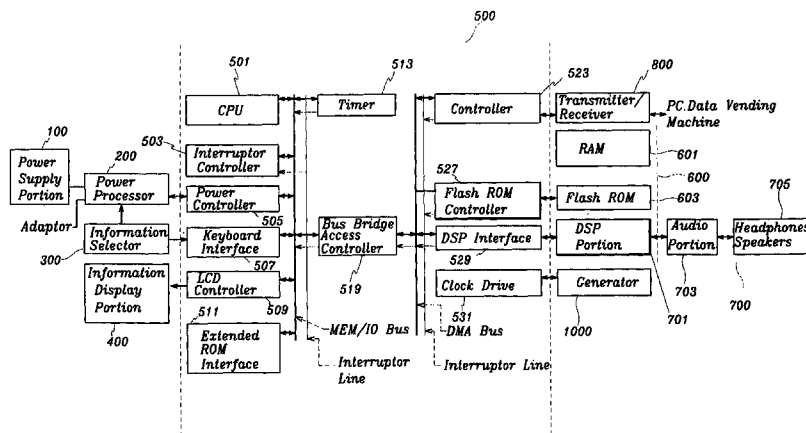 500
501
513
523
800
CPU
Timer
Controller
Transmitter/
Receiver
PC.Data Vending
Machine
100
503
Power
Supply
Portion
200
Power
Processor
Interruptor
Controller
RAM
601
527
600
Power
Controller
Flash ROM
Controller
Flash ROM
603
705
Adaptor
505
Information
Selector
300
Keyboard
Interface
507
Bus Bridge
Access
Controller
519
DSP Interface
529
DSP
Portion
Audio
Portion
Headphones
Speakers
Information
Display
Portion
400
LCD
Controller
509
Clock Drive
531
Generator
1000
701
703
700
511
Extended ROM
Interface
MEM/IO Bus
Interruptor
Line
DMA Bus
Interruptor Line